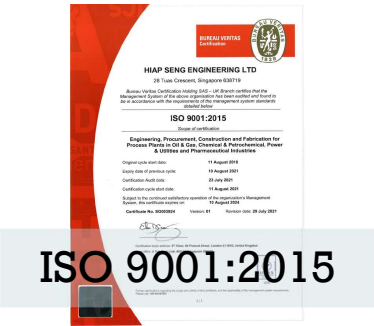 BUREAU VERITAS
Certification
BUREAU VERITAS
1828
HIAP SENG ENGINEERING LTD
28 Tuas Crescent, Singapore 638719
Bureau Veritas Certification Holding SAS – UK Branch certifies that the
Management System of the above organisation has been audited and found to
be in accordance with the requirements of the management system standards
detailed below
ISO 9001:2015
Scope of certification
Engineering, Procurement, Construction and Fabrication for
Process Plants in Oil & Gas, Chemical & Petrochemical, Power
& Utilities and Pharmaceutical Industries
Original cycle start date:
Expiry date of previous cycle: 10 August 2021
Certification Audit date: 23 July 2021
Certification cycle start date: 11 August 2021
Subject to the continued satisfactory operation of the organisation's Management
System, this certificate expires on: 10 August 2024
Certificate No. Version: 01 Revision date: 29 July 2021
ISO 9001:2015
1/1